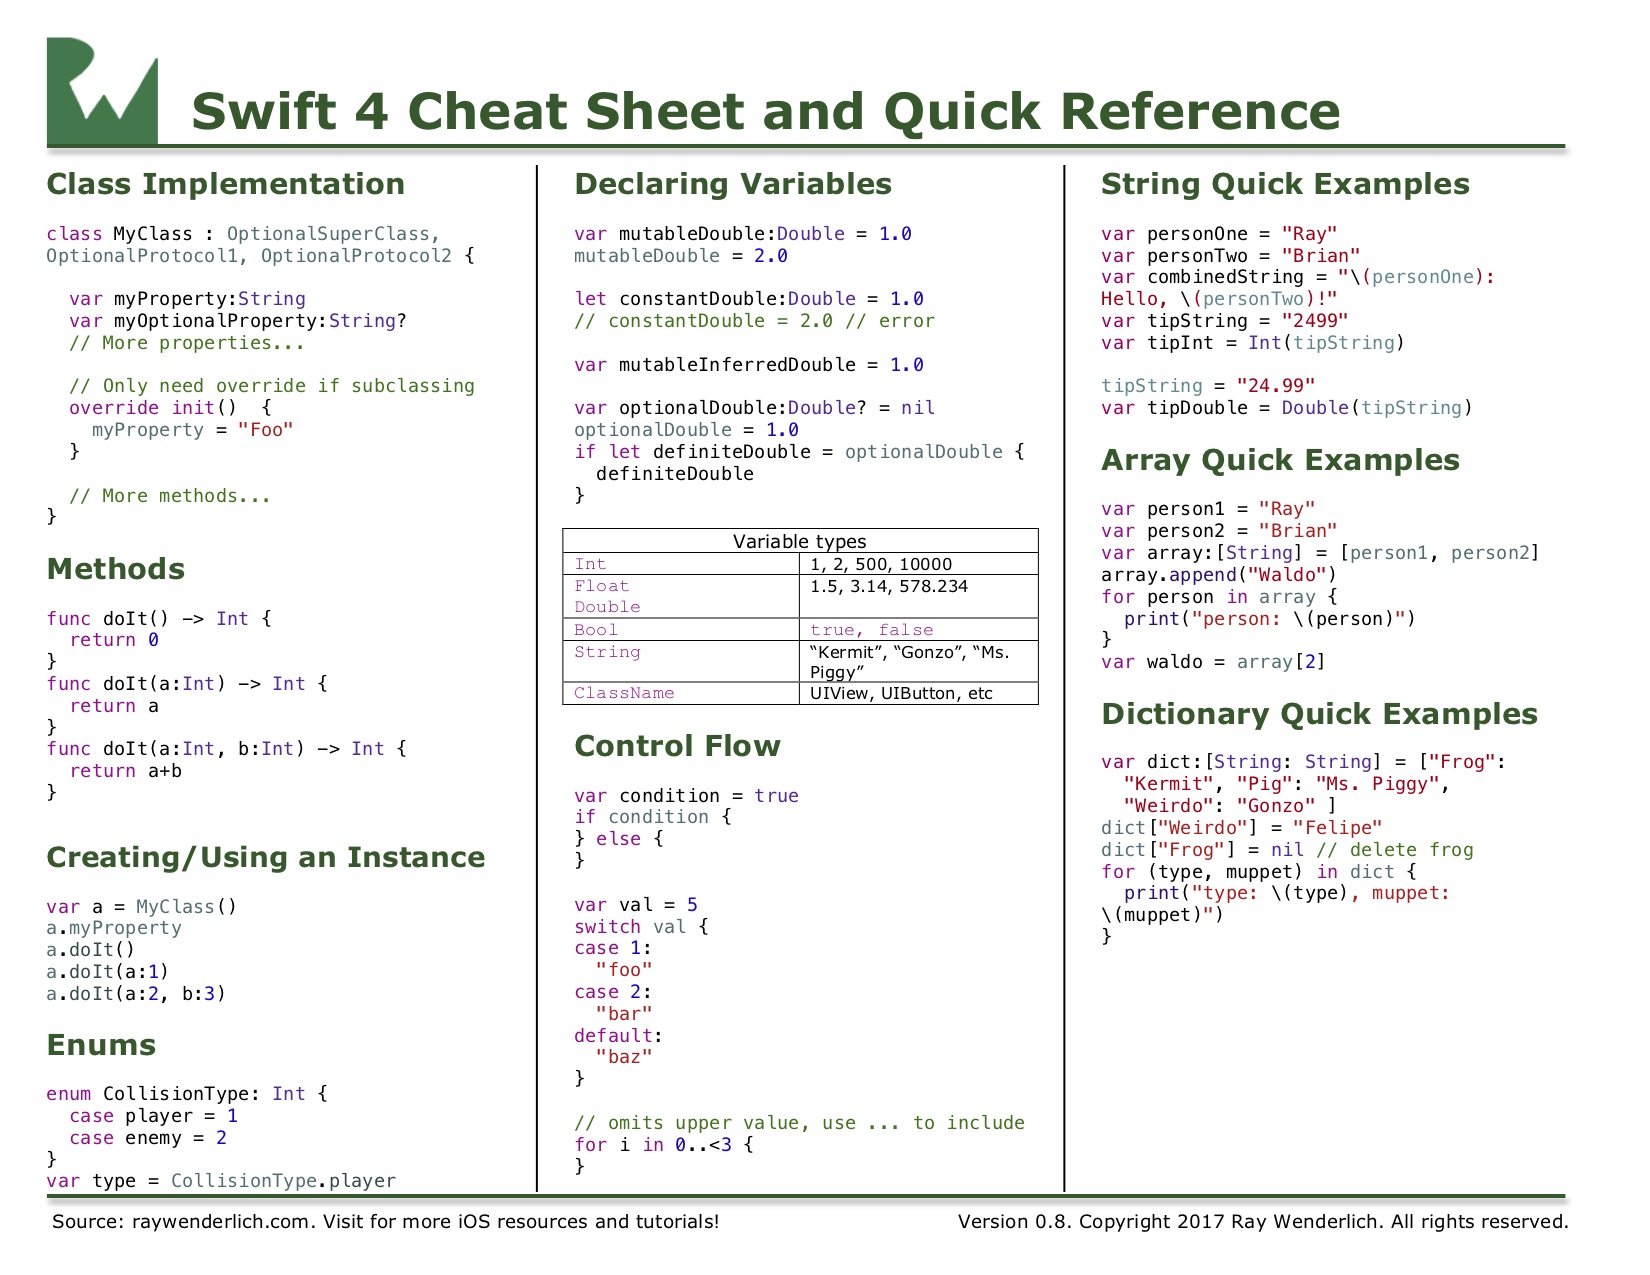 Swift 4 Cheat Sheet and Quick Reference
Class Implementation
class MyClass : OptionalSuperClass,
OptionalProtocol1, OptionalProtocol2 {
var myProperty:String
var myOptionalProperty:String?
// More properties...
// Only need override if subclassing
override init()  {
myProperty = "Foo"
}
// More methods...
}
Methods
func doIt() -> Int {
return 0
}
func doIt(a:Int) -> Int {
return a
}
func doIt(a:Int, b:Int) -> Int {
return a+b
}
Creating/Using an Instance
var a = MyClass()
a.myProperty
a.doIt()
a.doIt(a:1)
a.doIt(a:2, b:3)
Enums
enum CollisionType: Int {
case player = 1
case enemy = 2
}
var type = CollisionType.player
Declaring Variables
var mutableDouble:Double = 1.0
mutableDouble = 2.0
let constantDouble:Double = 1.0
// constantDouble = 2.0 // error
var mutableInferredDouble = 1.0
var optionalDouble:Double? = nil
optionalDouble = 1.0
if let definiteDouble = optionalDouble {
definiteDouble
}
Variable types
Int 1, 2, 500, 10000
Float 1.5, 3.14, 578.234
Double
Bool true, false
String “Kermit”, “Gonzo”, “Ms.
Piggy”
ClassName UIView, UIButton, etc
Control Flow
var condition = true
if condition {
} else {
}
var val = 5
switch val {
case 1:
"foo"
case 2:
"bar"
default:
"baz"
}
// omits upper value, use ... to include
for i in 0..<3 {
}
String Quick Examples
var personOne = "Ray"
var personTwo = "Brian"
var combinedString = "\(personOne):
Hello, \(personTwo)!"
var tipString = "2499"
var tipInt = Int(tipString)
tipString = "24.99"
var tipDouble = Double(tipString)
Array Quick Examples
var person1 = "Ray"
var person2 = "Brian"
var array:[String] = [person1, person2]
array.append("Waldo")
for person in array {
print("person: \(person)")
}
var waldo = array[2]
Dictionary Quick Examples
var dict:[String: String] = ["Frog":
"Kermit", "Pig": "Ms. Piggy",
"Weirdo": "Gonzo" ]
dict["Weirdo"] = "Felipe"
dict["Frog"] = nil // delete frog
for (type, muppet) in dict {
print("type: \(type), muppet:
\(muppet)")
}
Source: raywenderlich.com. Visit for more iOS resources and tutorials!
Version 0.8. Copyright 2017 Ray Wenderlich. All rights reserved.